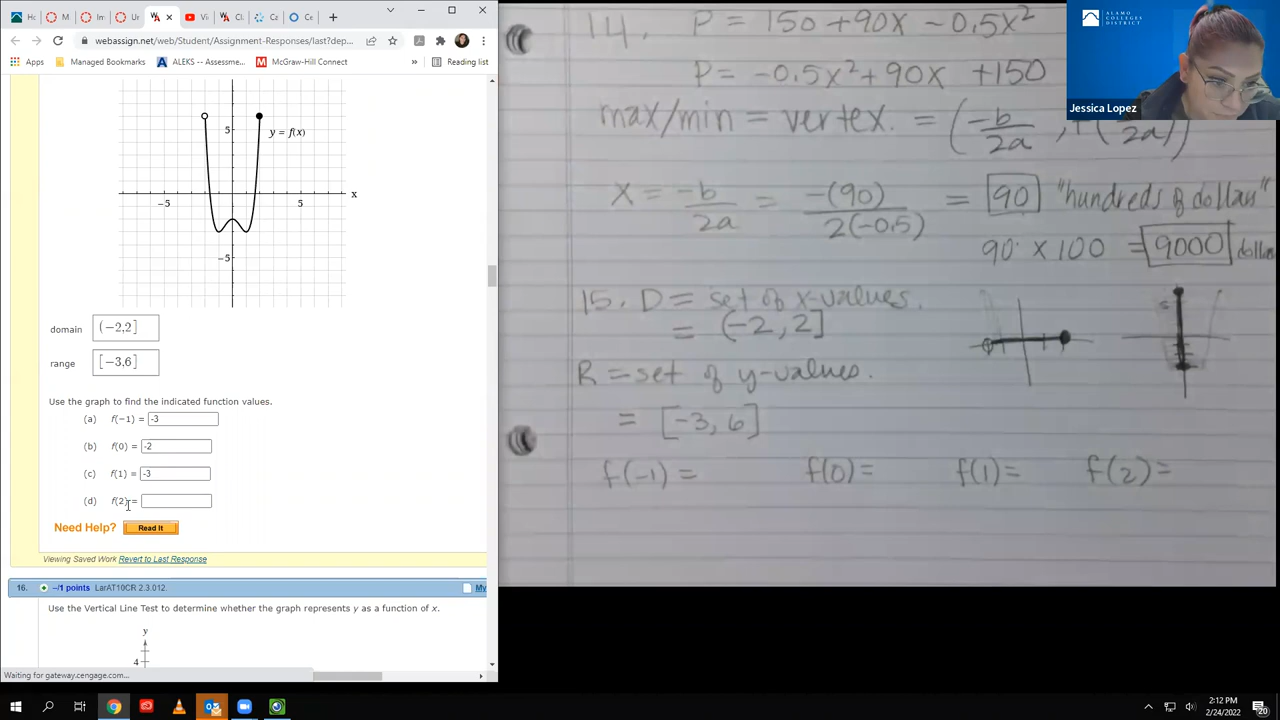 Im
W
Vi
Cl
C
Ce
webassign.net/web/Student/Assignment-Responses/last?dep...
Apps
Managed Bookmarks
ALEKS -- Assessme...
McGraw-Hill Connect
Reading list
5
y = f(x)
x
-5
5
-5
domain (-2,2]
range [-3,6]
Use the graph to find the indicated function values.
(a) f(-1) = -3
(b) f(0) = -2
(c) f(1) = -3
(d) f(2) =
Need Help? Read It
Viewing Saved Work Revert to Last Response
16. -/1 points LarAT10CR 2.3.012. My
Use the Vertical Line Test to determine whether the graph represents y as a function of x.
y
4
Waiting for gateway.cengage.com...
14. P = 150 + 90x - 0.5x²
P = -0.5x² + 90x + 150
max/min = vertex. = (-b/2a, f( /2a))
X = -b/2a = -(90)/2(-0.5) = 90 "hundreds of dollars"
90 × 100 = 9000 dolla
15. D = set of x-values.
= (-2, 2]
R = set of y-values.
= [-3, 6]
f(-1) = f(0) = f(1) = f(2) =
ALAMO
COLLEGES
DISTRICT
Jessica Lopez
2:12 PM
2/24/2022
20